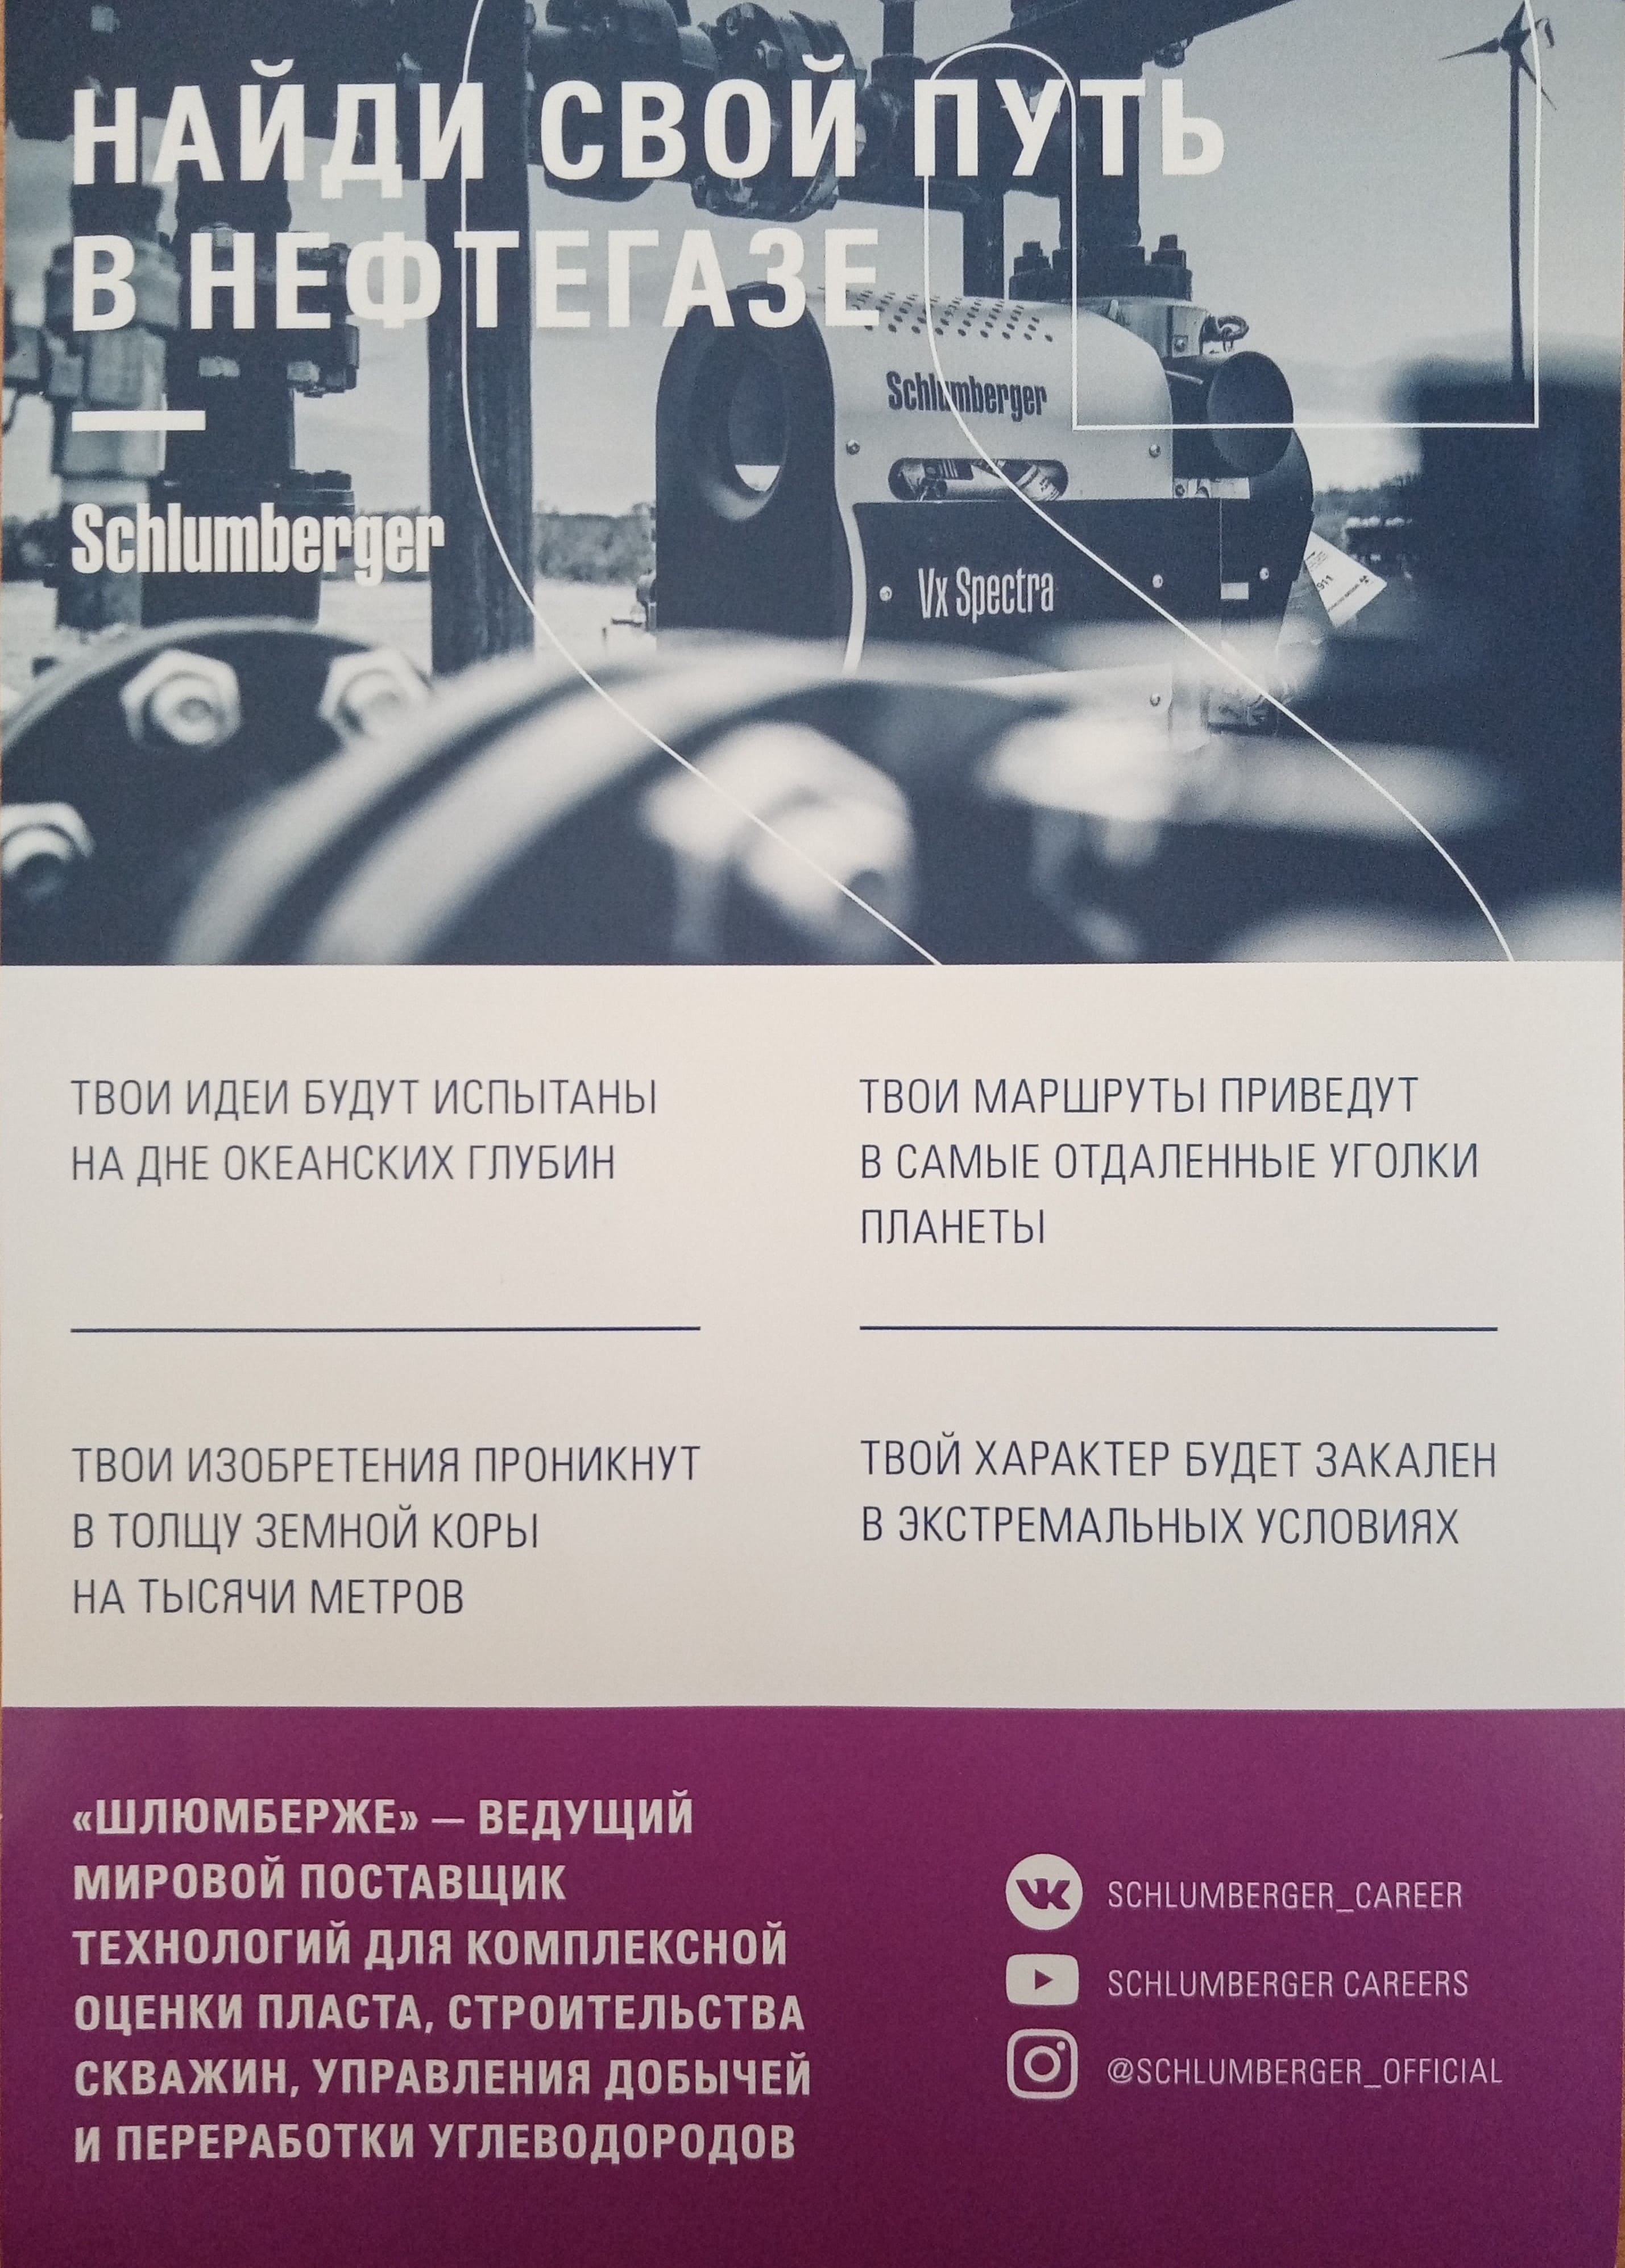 НАЙДИ СВОЙ ПУТЬ
В НЕФТЕГАЗЕ
Schlumberger
Schlumberger
Vx Spectra
911
ТВОИ ИДЕИ БУДУТ ИСПЫТАНЫ
НА ДНЕ ОКЕАНСКИХ ГЛУБИН
ТВОИ МАРШРУТЫ ПРИВЕДУТ
В САМЫЕ ОТДАЛЕННЫЕ УГОЛКИ
ПЛАНЕТЫ
ТВОИ ИЗОБРЕТЕНИЯ ПРОНИКНУТ
В ТОЛЩУ ЗЕМНОЙ КОРЫ
НА ТЫСЯЧИ МЕТРОВ
ТВОЙ ХАРАКТЕР БУДЕТ ЗАКАЛЕН
В ЭКСТРЕМАЛЬНЫХ УСЛОВИЯХ
«ШЛЮМБЕРЖЕ» — ВЕДУЩИЙ
МИРОВОЙ ПОСТАВЩИК
ТЕХНОЛОГИЙ ДЛЯ КОМПЛЕКСНОЙ
ОЦЕНКИ ПЛАСТА, СТРОИТЕЛЬСТВА
СКВАЖИН, УПРАВЛЕНИЯ ДОБЫЧЕЙ
И ПЕРЕРАБОТКИ УГЛЕВОДОРОДОВ
SCHLUMBERGER_CAREER
SCHLUMBERGER CAREERS
@SCHLUMBERGER_OFFICIAL